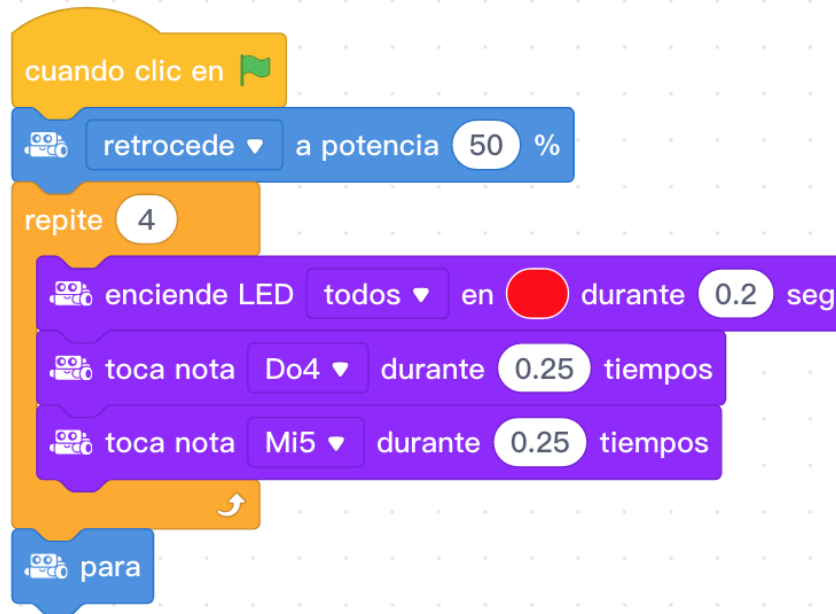 cuando clic en
retrocede a potencia 50 %
repite 4
enciende LED todos en durante 0.2 seg
toca nota Do4 durante 0.25 tiempos
toca nota Mi5 durante 0.25 tiempos
para